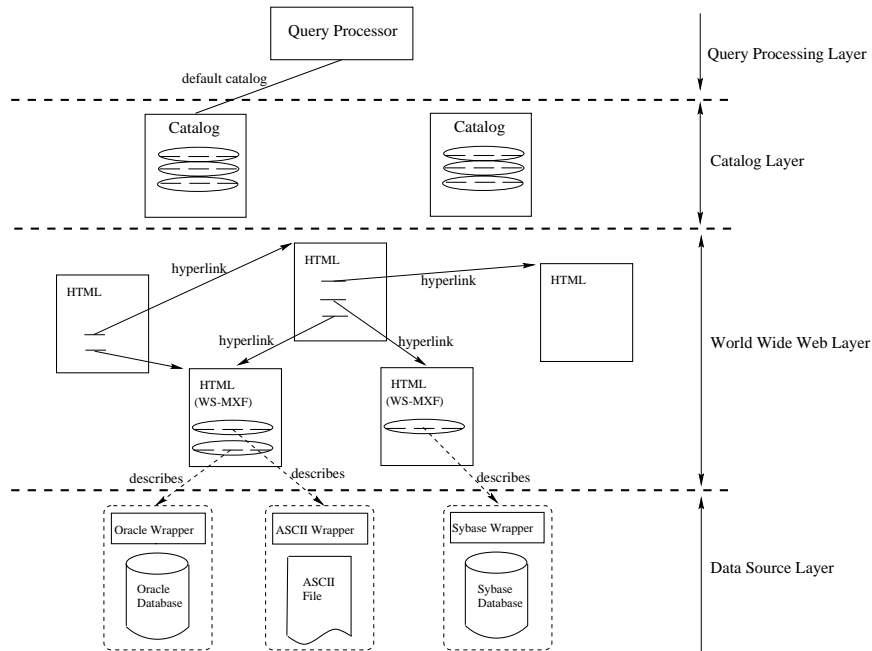 Query Processor
Query Processing Layer
default catalog
Catalog
Catalog
Catalog Layer
HTML
hyperlink
HTML
hyperlink
HTML
hyperlink
hyperlink
World Wide Web Layer
HTML
(WS-MXF)
HTML
(WS-MXF)
describes
describes
describes
Oracle Wrapper
ASCII Wrapper
Sybase Wrapper
Oracle
Database
ASCII
File
Sybase
Database
Data Source Layer